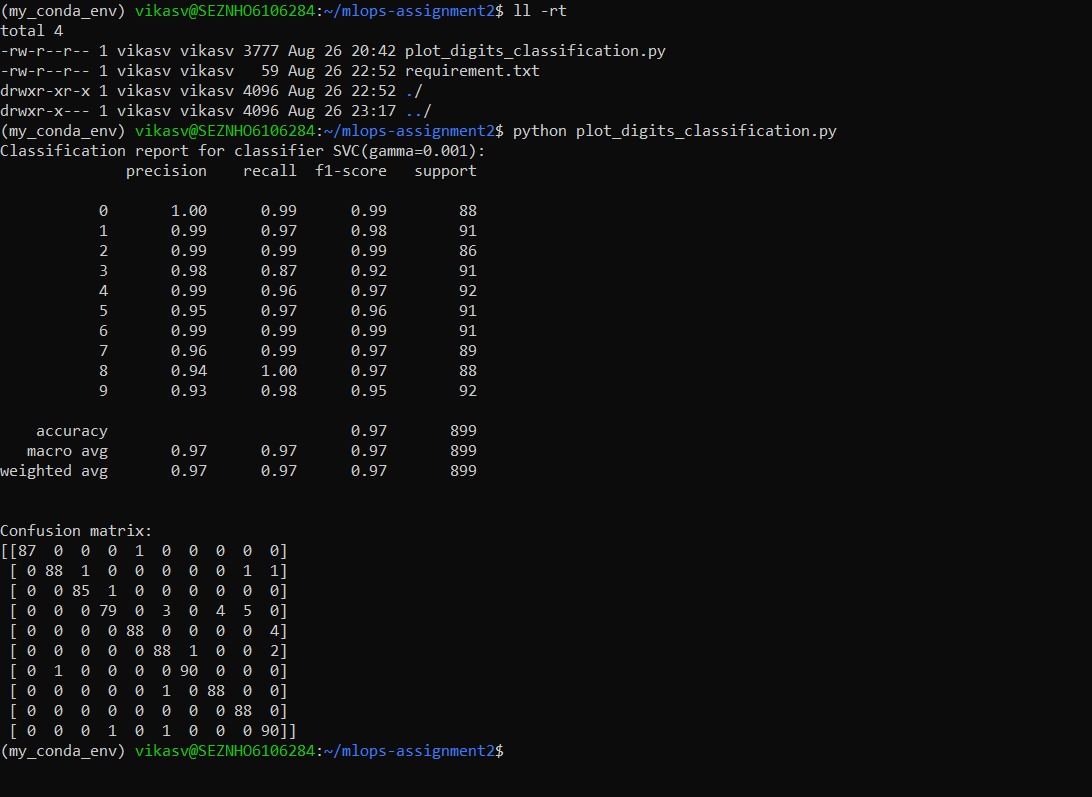 (my_conda_env) vikasv@SEZNHO6106284:~/mlops-assignment2$ ll -rt
total 4
-rw-r--r-- 1 vikasv vikasv 3777 Aug 26 20:42 plot_digits_classification.py
-rw-r--r-- 1 vikasv vikasv   59 Aug 26 22:52 requirement.txt
drwxr-xr-x 1 vikasv vikasv 4096 Aug 26 22:52 ./
drwxr-x--- 1 vikasv vikasv 4096 Aug 26 23:17 ../
(my_conda_env) vikasv@SEZNHO6106284:~/mlops-assignment2$ python plot_digits_classification.py
Classification report for classifier SVC(gamma=0.001):
              precision    recall  f1-score   support

           0       1.00      0.99      0.99        88
           1       0.99      0.97      0.98        91
           2       0.99      0.99      0.99        86
           3       0.98      0.87      0.92        91
           4       0.99      0.96      0.97        92
           5       0.95      0.97      0.96        91
           6       0.99      0.99      0.99        91
           7       0.96      0.99      0.97        89
           8       0.94      1.00      0.97        88
           9       0.93      0.98      0.95        92

    accuracy                           0.97       899
   macro avg       0.97      0.97      0.97       899
weighted avg       0.97      0.97      0.97       899


Confusion matrix:
[[87  0  0  0  1  0  0  0  0  0]
 [ 0 88  1  0  0  0  0  0  1  1]
 [ 0  0 85  1  0  0  0  0  0  0]
 [ 0  0  0 79  0  3  0  4  5  0]
 [ 0  0  0  0 88  0  0  0  0  4]
 [ 0  0  0  0  0 88  1  0  0  2]
 [ 0  1  0  0  0  0 90  0  0  0]
 [ 0  0  0  0  0  1  0 88  0  0]
 [ 0  0  0  0  0  0  0  0 88  0]
 [ 0  0  0  1  0  1  0  0  0 90]]
(my_conda_env) vikasv@SEZNHO6106284:~/mlops-assignment2$